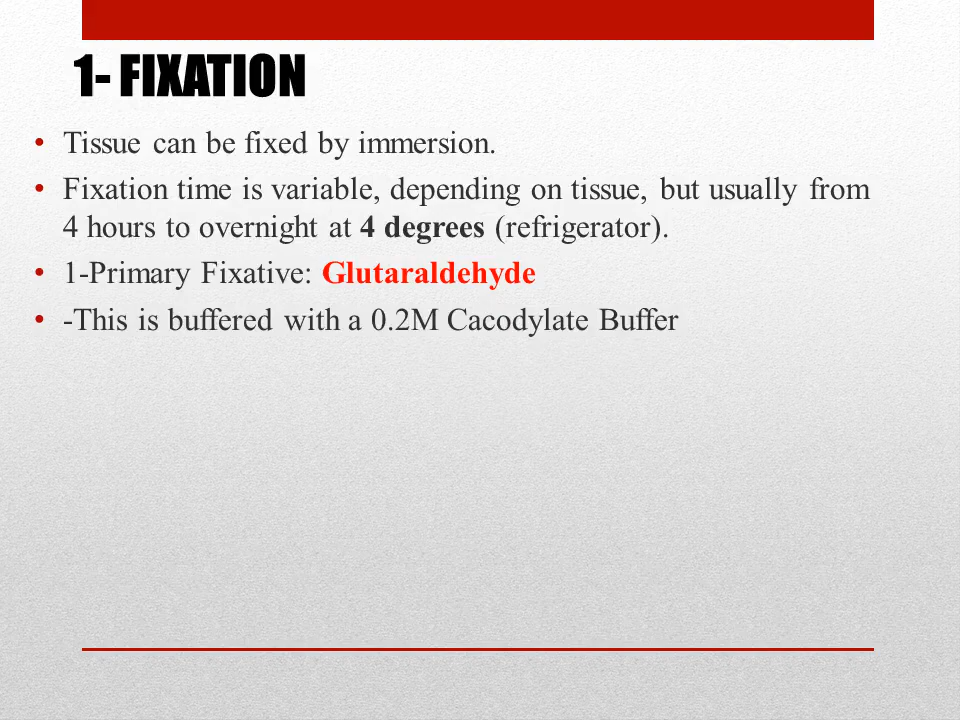 1- FIXATION
• Tissue can be fixed by immersion.
• Fixation time is variable, depending on tissue, but usually from
4 hours to overnight at 4 degrees (refrigerator).
• 1-Primary Fixative: Glutaraldehyde
• -This is buffered with a 0.2M Cacodylate Buffer